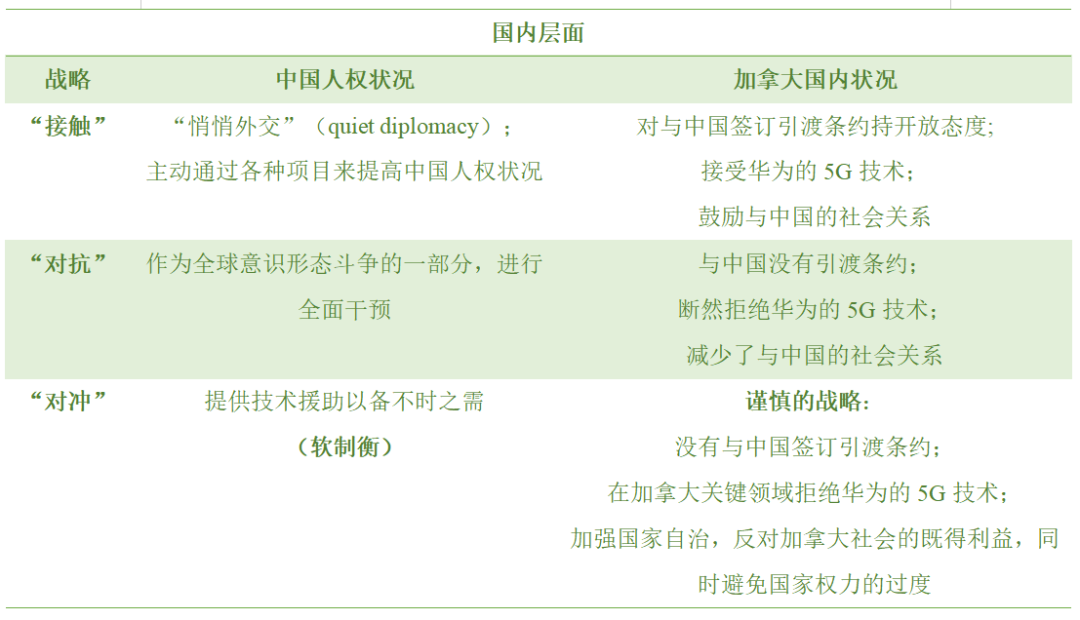 国内层面
战略 中国人权状况 加拿大国内状况
“接触” “悄悄外交”（quiet diplomacy）； 对与中国签订引渡条约持开放态度;
主动通过各种项目来提高中国人权状况 接受华为的 5G 技术；
鼓励与中国的社会关系
“对抗” 作为全球意识形态斗争的一部分，进行 与中国没有引渡条约；
全面干预 断然拒绝华为的 5G 技术；
减少了与中国的社会关系
“对冲” 提供技术援助以备不时之需 谨慎的战略:
（软制衡） 没有与中国签订引渡条约；
在加拿大关键领域拒绝华为的 5G 技术；
加强国家自治，反对加拿大社会的既得利益，同
时避免国家权力的过度